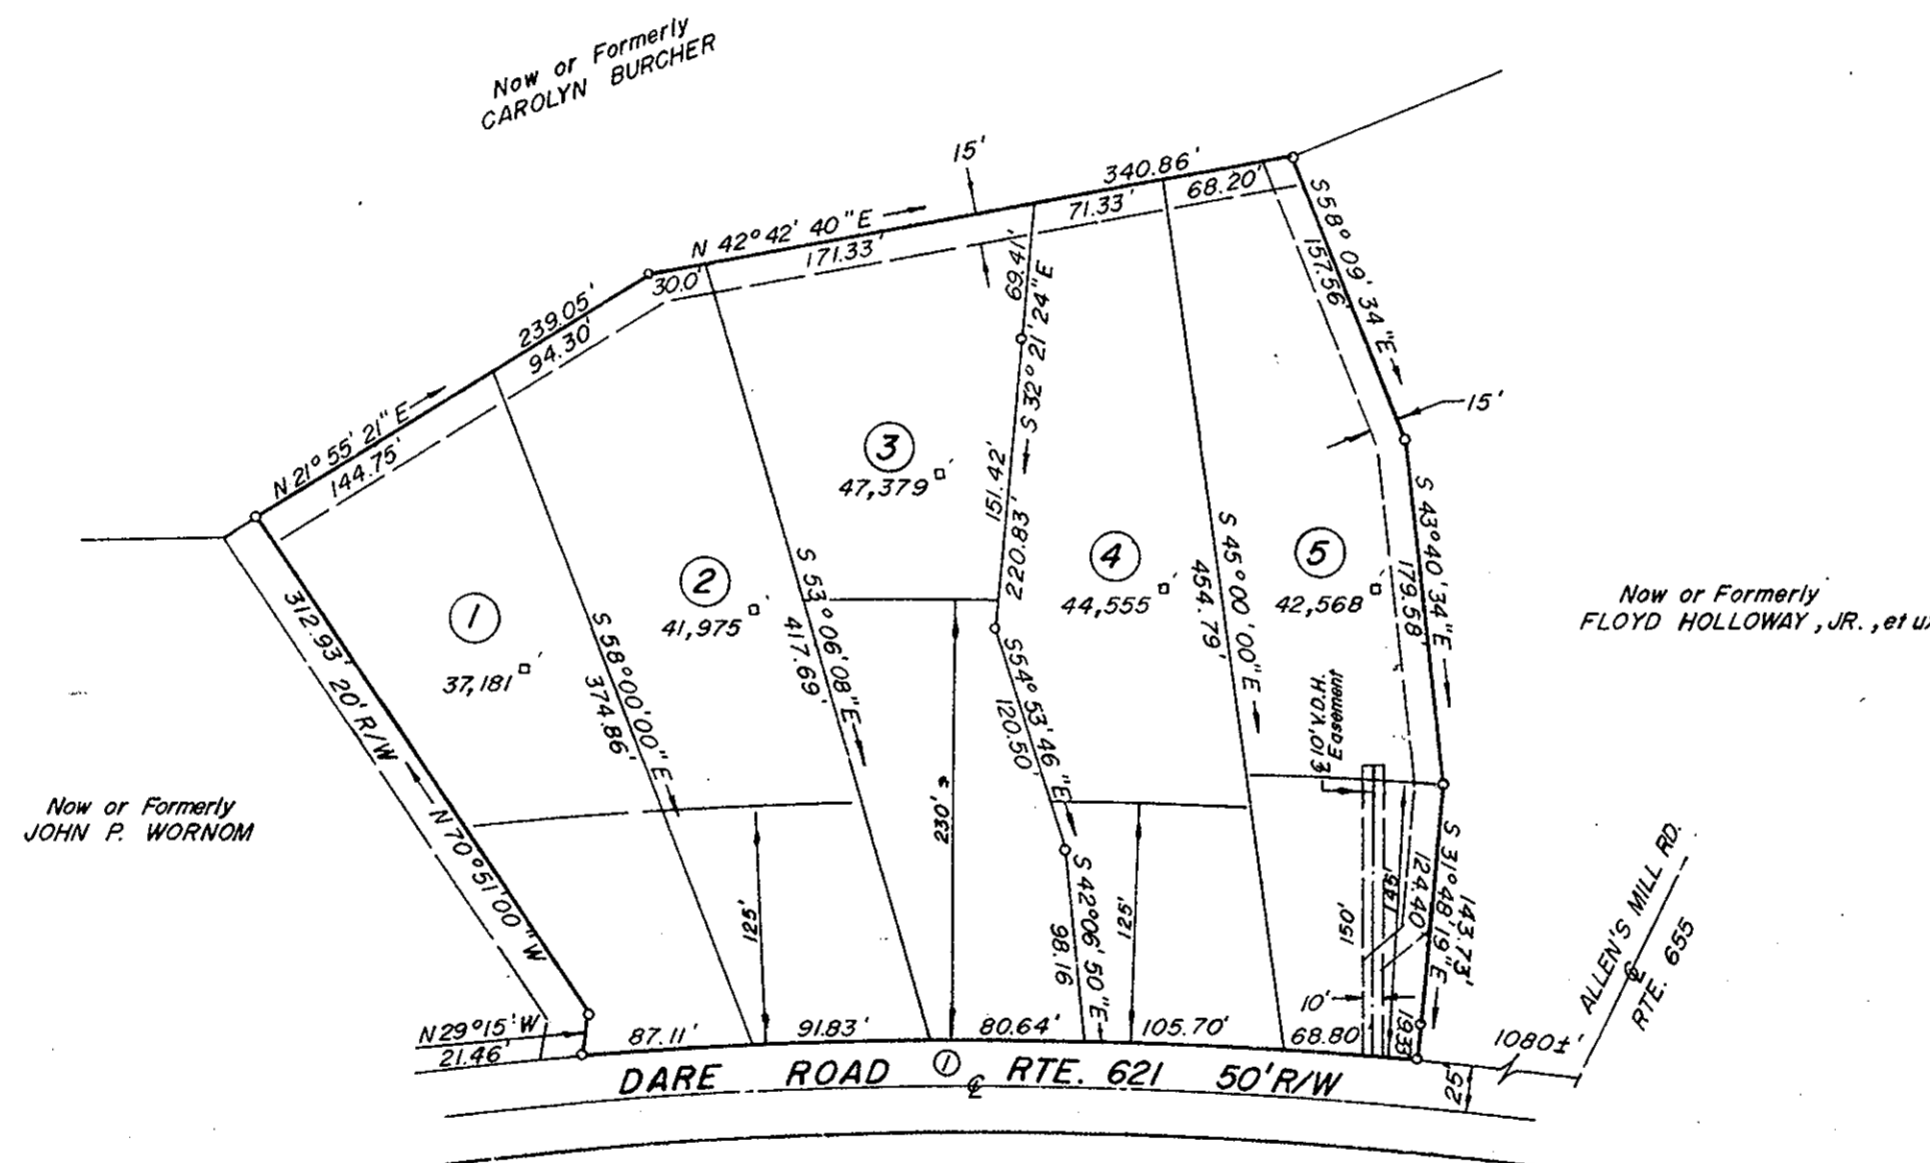 Now or Formerly
CAROLYN BURCHER
15'
340.86'
68.20'
71.33'
N 42° 42' 40" E
171.33'
30.0'
239.05'
94.30'
N 21° 55' 21" E
144.75'
69.41'
S 32° 21' 24" E
151.42'
220.83'
S 58° 09' 34" E
157.56'
15'
S 43° 40' 34" E
179.58'
3
47,379 □'
5
42,568 □'
4
44,555 □'
2
41,975 □'
1
37,181 □'
Now or Formerly
FLOYD HOLLOWAY, JR., et ux
Now or Formerly
JOHN P. WORNOM
312.93'
20' R/W
N 70° 51' 00" W
S 58° 00' 00" E
374.86'
S 53° 06' 08" E
417.69'
S 54° 53' 46" E
120.50'
S 45° 00' 00" E
454.79'
V.D.H.
Easement
S 42° 06' 50" E
98.16
S 31° 48' 19" E
143.73'
124.40
145'
150'
10'
19.33
125'
230'
125'
N 29° 15' W
21.46'
87.11'
91.83'
80.64'
105.70'
68.80'
1080±'
ALLEN'S MILL RD.
℄
RTE. 655
DARE ROAD 1 ℄ RTE. 621 50' R/W
25'